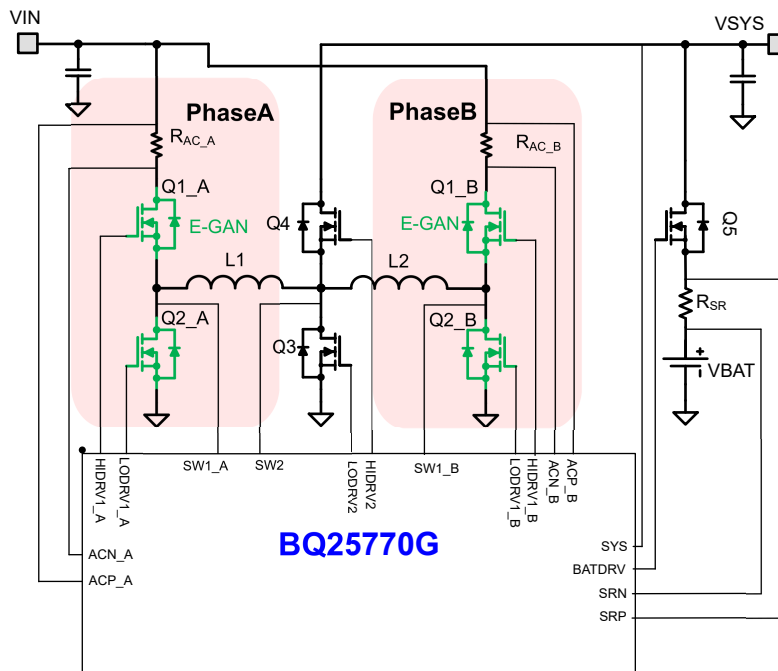 VIN
VSYS
PhaseA
PhaseB
RAC_A
RAC_B
Q1_A
Q1_B
E-GAN
Q4
E-GAN
Q5
L1
L2
RSR
Q2_A
Q3
Q2_B
VBAT
HIDRV1_A
LODRV1_A
SW1_A
SW2
LODRV2
HIDRV2
SW1_B
LODRV1_B
HIDRV1_B
ACN_B
ACP_B
BQ25770G
SYS
ACN_A
BATDRV
ACP_A
SRN
SRP